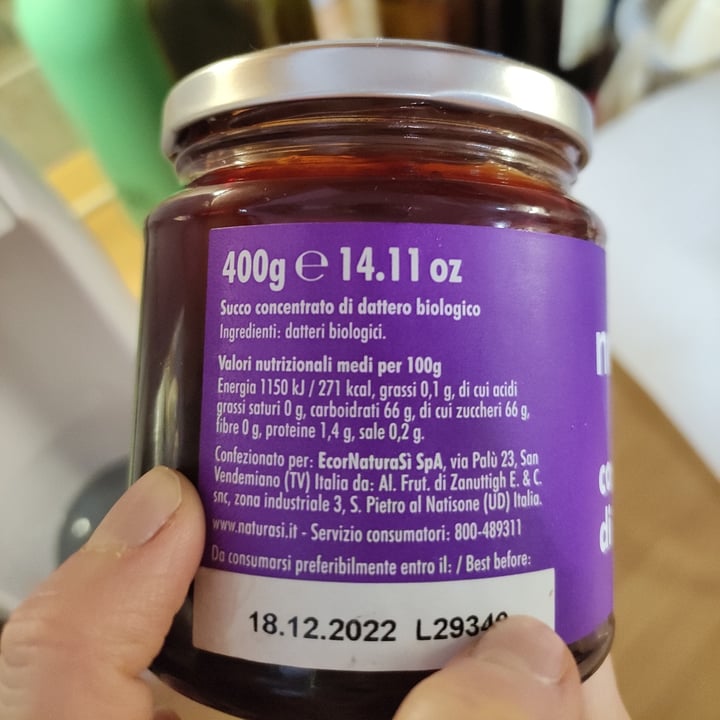 400g ℮ 14.11 oz
Succo concentrato di dattero biologico
Ingredienti: datteri biologici.
Valori nutrizionali medi per 100g
Energia 1150 kJ / 271 kcal, grassi 0,1 g, di cui acidi
grassi saturi 0 g, carboidrati 66 g, di cui zuccheri 66 g,
fibre 0 g, proteine 1,4 g, sale 0,2 g.
Confezionato per: EcorNaturaSì SpA, via Palù 23, San
Vendemiano (TV) Italia da: Al. Frut. di Zanuttigh E. & C.
snc, zona industriale 3, S. Pietro al Natisone (UD) Italia.
www.naturasi.it - Servizio consumatori: 800-489311
Da consumarsi preferibilmente entro il: / Best before:
18.12.2022